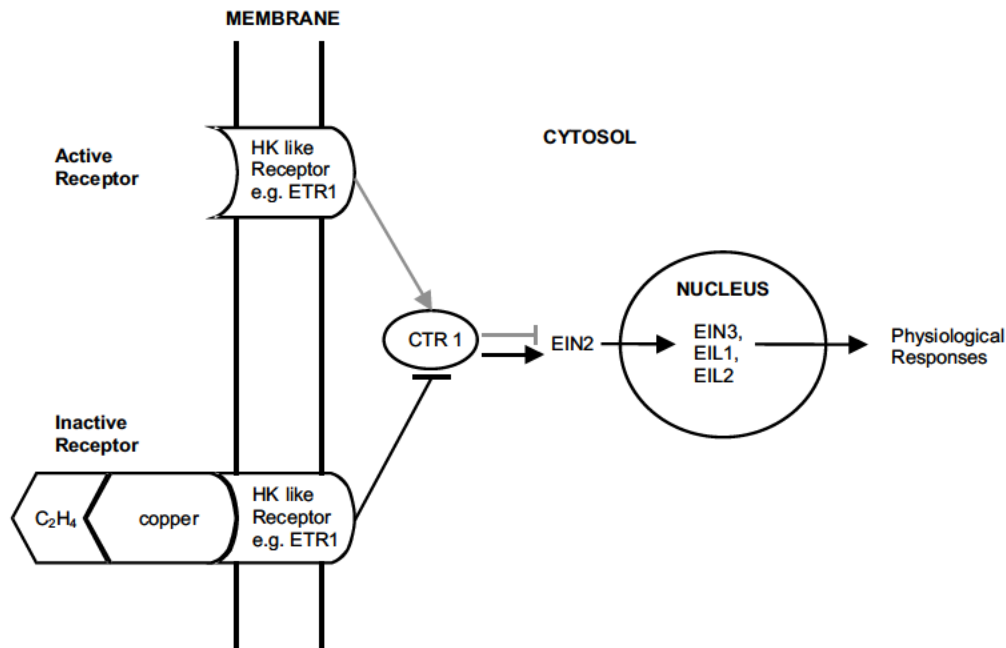 MEMBRANE
CYTOSOL
Active
Receptor
HK like
Receptor
e.g. ETR1
NUCLEUS
CTR 1
EIN2
EIN3,
EIL1,
EIL2
Physiological
Responses
Inactive
Receptor
C₂H₄
copper
HK like
Receptor
e.g. ETR1